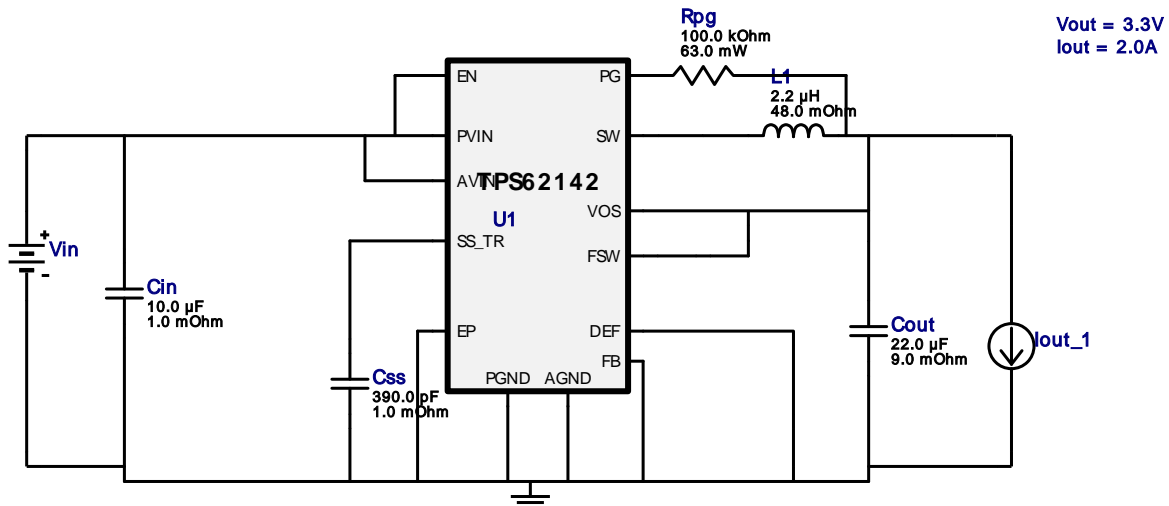 Rpg
100.0 kOhm
63.0 mW
Vout = 3.3V
Iout = 2.0A
EN
PG
L1
2.2 µH
48.0 mOhm
PVIN
SW
AVIN
TPS62142
VOS
U1
SS_TR
FSW
+
Vin
-
Cin
10.0 µF
1.0 mOhm
EP
DEF
Cout
22.0 µF
9.0 mOhm
Iout_1
FB
Css
390.0 pF
1.0 mOhm
PGND
AGND